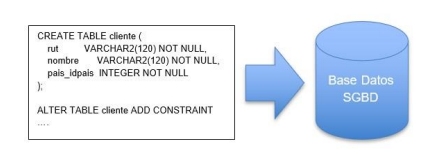 CREATE TABLE cliente (
rut VARCHAR2(120) NOT NULL,
nombre VARCHAR2(120) NOT NULL,
pais_idpais INTEGER NOT NULL
);
ALTER TABLE cliente ADD CONSTRAINT
....
Base Datos
SGBD